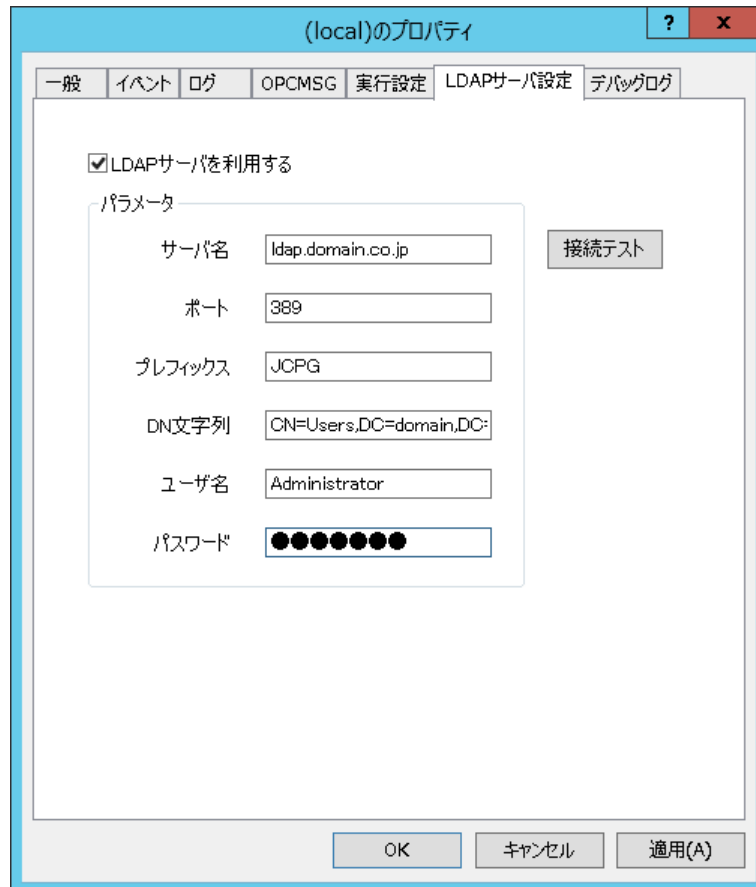 (local)のプロパティ ? x
一般 イベント ログ OPCMSG 実行設定 LDAPサーバ設定 デバッグログ
LDAPサーバを利用する
パラメータ
サーバ名 ldap.domain.co.jp 接続テスト
ポート 389
プレフィックス JCPG
DN文字列 CN=Users,DC=domain,DC=
ユーザ名 Administrator
パスワード ●●●●●●●
OK キャンセル 適用(A)